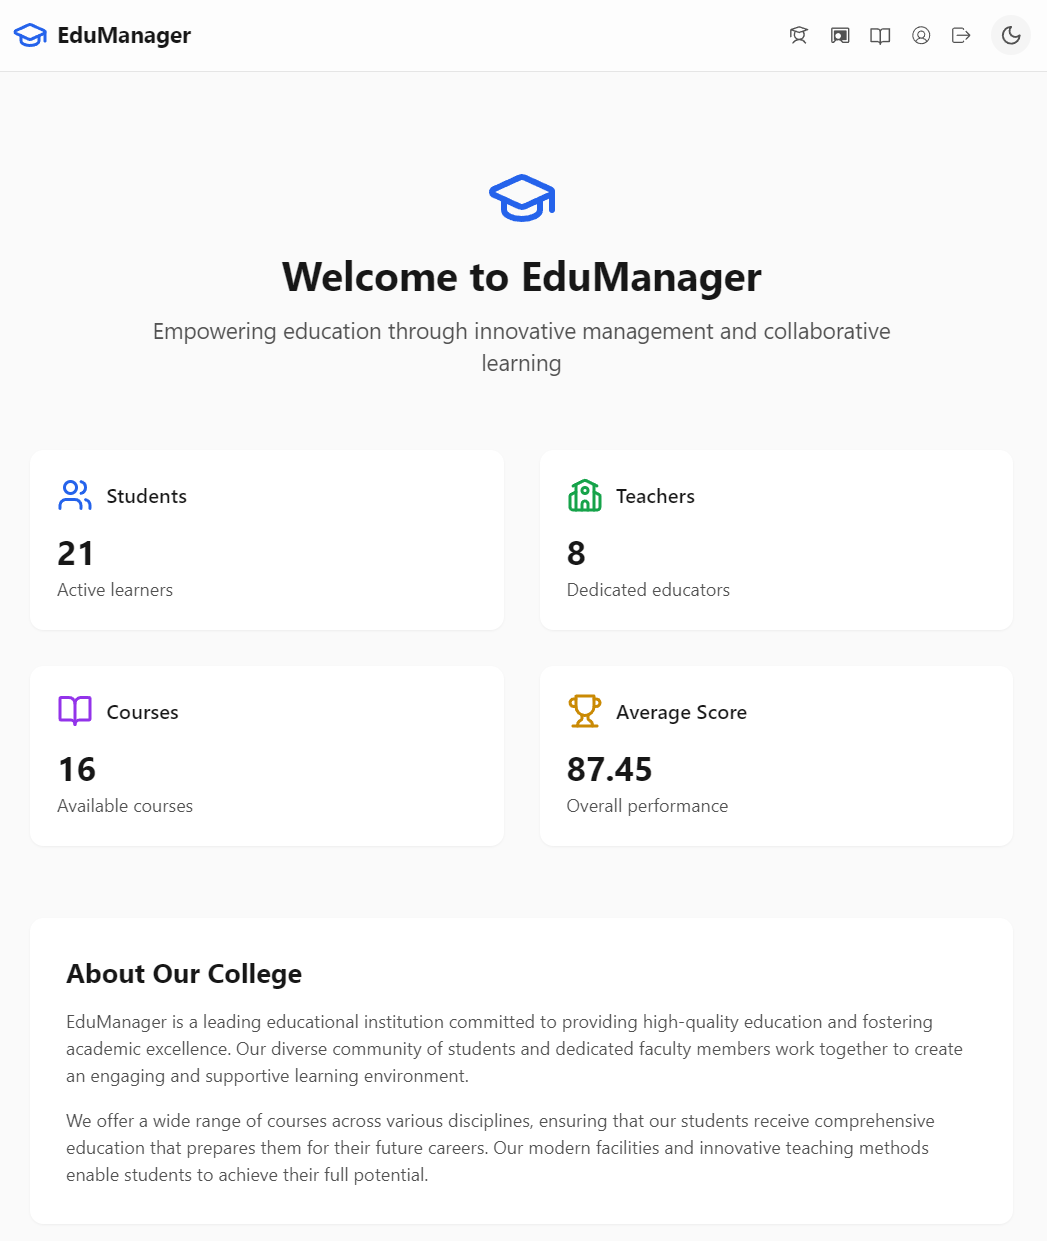 EduManager
Welcome to EduManager
Empowering education through innovative management and collaborative
learning
Students
21
Active learners
Teachers
8
Dedicated educators
Courses
16
Available courses
Average Score
87.45
Overall performance
About Our College
EduManager is a leading educational institution committed to providing high-quality education and fostering
academic excellence. Our diverse community of students and dedicated faculty members work together to create
an engaging and supportive learning environment.
We offer a wide range of courses across various disciplines, ensuring that our students receive comprehensive
education that prepares them for their future careers. Our modern facilities and innovative teaching methods
enable students to achieve their full potential.